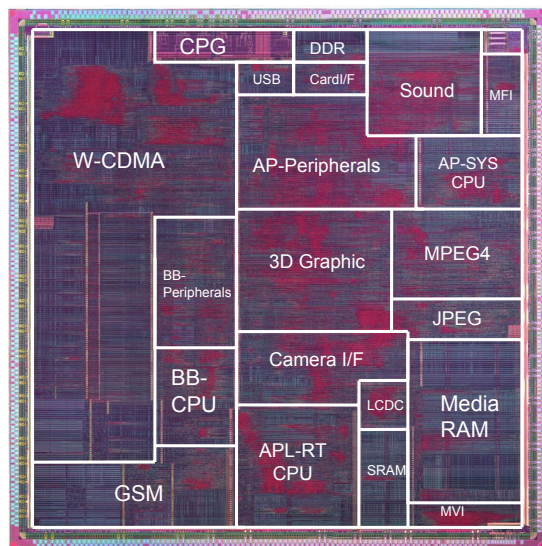 CPG
DDR
USB
CardI/F
Sound
MFI
W-CDMA
AP-Peripherals
AP-SYS
CPU
BB-
Peripherals
3D Graphic
MPEG4
JPEG
Camera I/F
BB-
CPU
LCDC
Media
RAM
APL-RT
CPU
SRAM
GSM
MVI